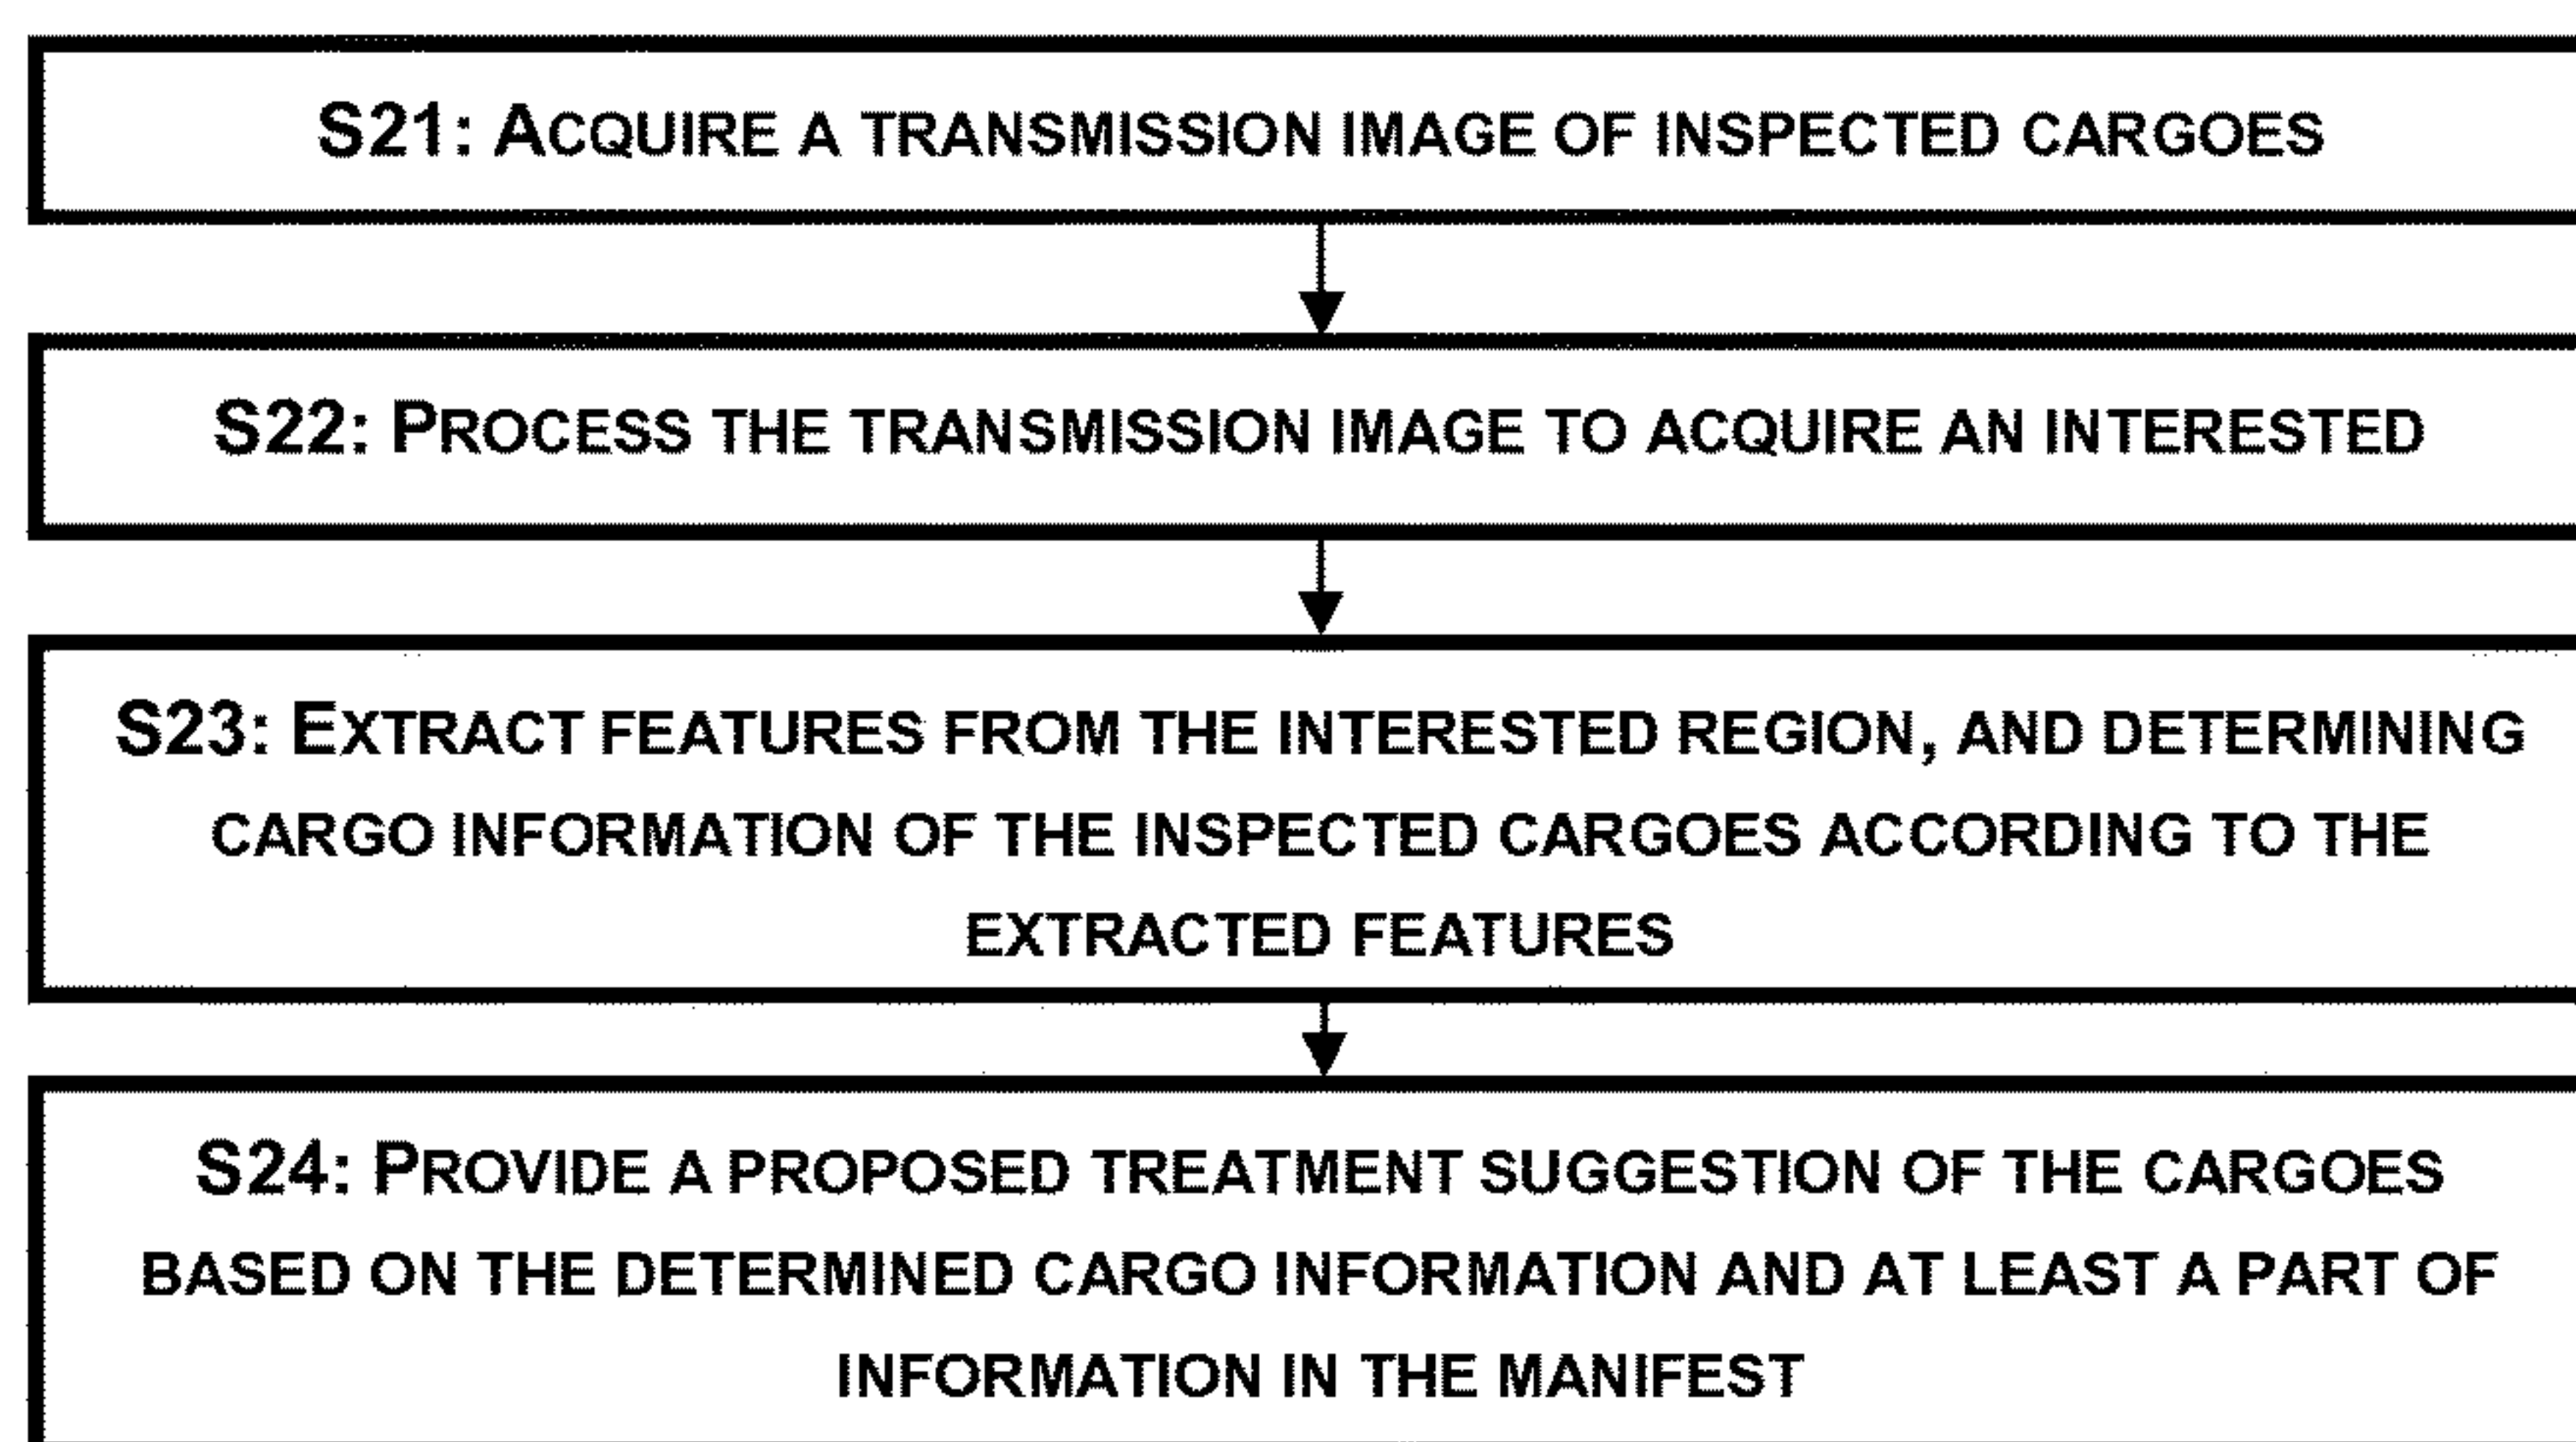 S21: ACQUIRE A TRANSMISSION IMAGE OF INSPECTED CARGOES
S22: PROCESS THE TRANSMISSION IMAGE TO ACQUIRE AN INTERESTED
S23: EXTRACT FEATURES FROM THE INTERESTED REGION, AND DETERMINING
CARGO INFORMATION OF THE INSPECTED CARGOES ACCORDING TO THE
EXTRACTED FEATURES
S24: PROVIDE A PROPOSED TREATMENT SUGGESTION OF THE CARGOES
BASED ON THE DETERMINED CARGO INFORMATION AND AT LEAST A PART OF
INFORMATION IN THE MANIFEST